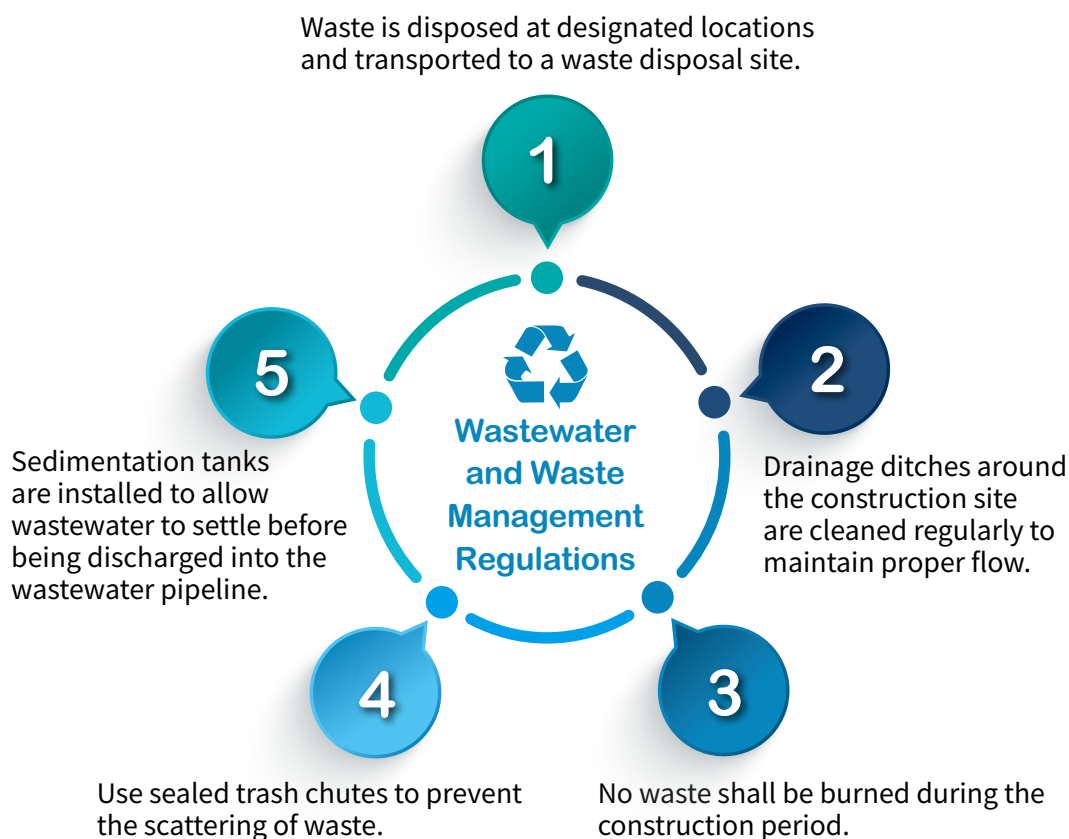 Waste is disposed at designated locations
and transported to a waste disposal site.
1
2
Drainage ditches around
the construction site
are cleaned regularly to
maintain proper flow.
3
No waste shall be burned during the
construction period.
4
Use sealed trash chutes to prevent
the scattering of waste.
5
Sedimentation tanks
are installed to allow
wastewater to settle before
being discharged into the
wastewater pipeline.
Wastewater
and Waste
Management
Regulations